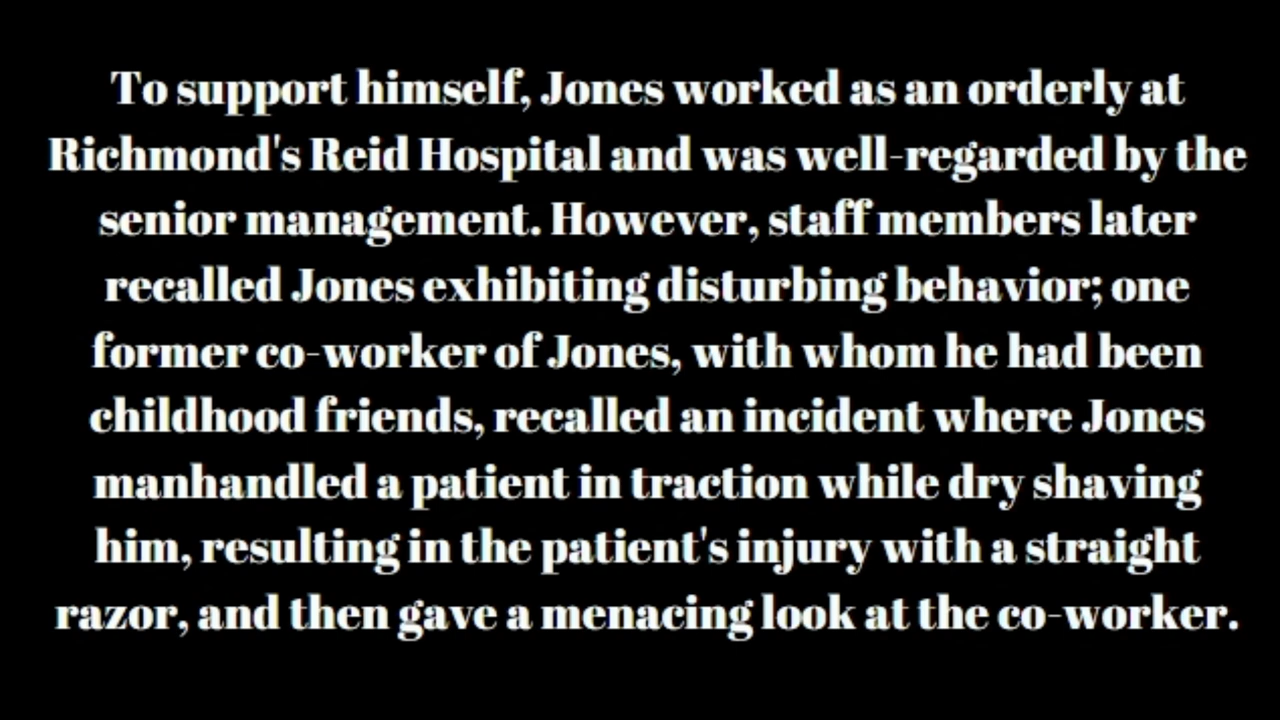 To support himself, Jones worked as an orderly at
Richmond's Reid Hospital and was well-regarded by the
senior management. However, staff members later
recalled Jones exhibiting disturbing behavior; one
former co-worker of Jones, with whom he had been
childhood friends, recalled an incident where Jones
manhandled a patient in traction while dry shaving
him, resulting in the patient's injury with a straight
razor, and then gave a menacing look at the co-worker.